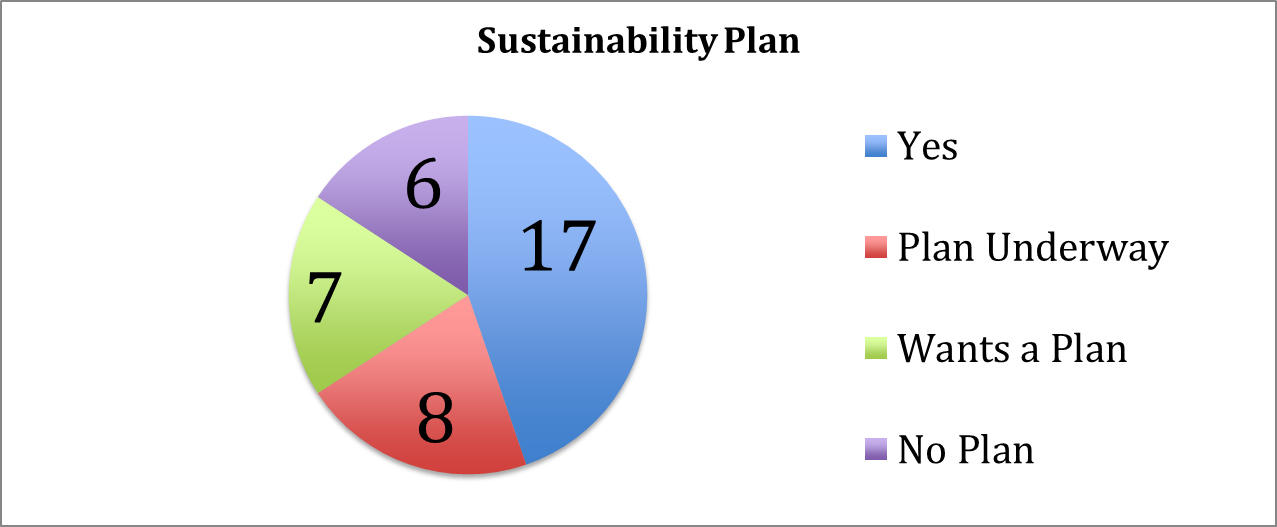 Sustainability Plan
6
17
7
8
Yes
Plan Underway
Wants a Plan
No Plan